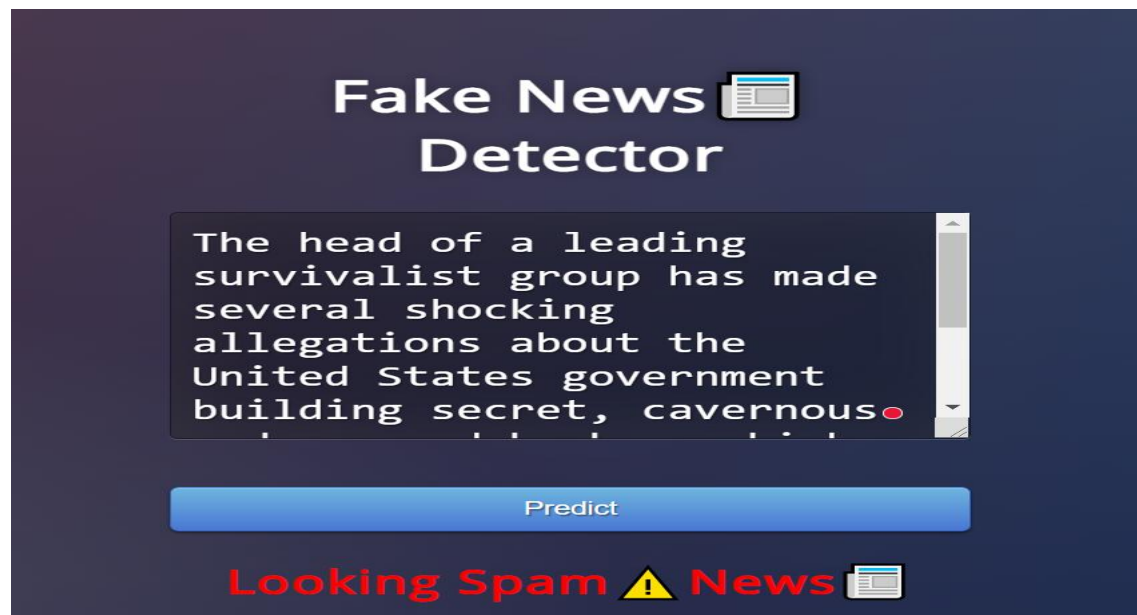 Fake News
Detector
The head of a leading
survivalist group has made
several shocking
allegations about the
United States government
building secret, cavernous
Predict
Looking Spam ⚠ News